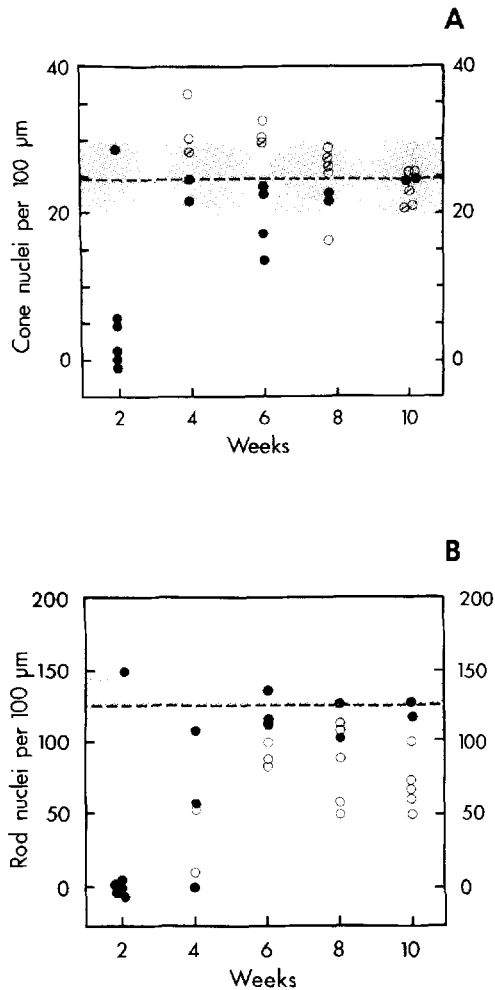 A
40 40
20 20
0 0
Cone nuclei per 100 µm
2 4 6 8 10
Weeks
B
200 200
150 150
100 100
50 50
0 0
Rod nuclei per 100 µm
2 4 6 8 10
Weeks